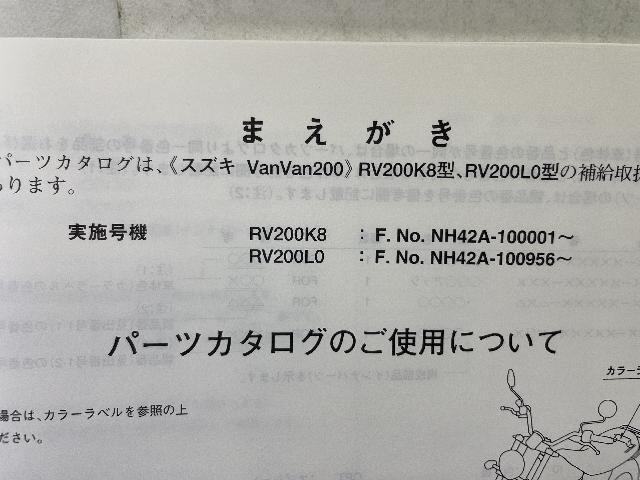 まえがき
パーツカタログは、《スズキ VanVan200》RV200K8型、RV200L0型の補給取扱
ります。
実施号機 RV200K8 : F. No. NH42A-100001～
RV200L0 : F. No. NH42A-100956～
パーツカタログのご使用について
カラーラ
場合は、カラーラベルを参照の上
ださい。